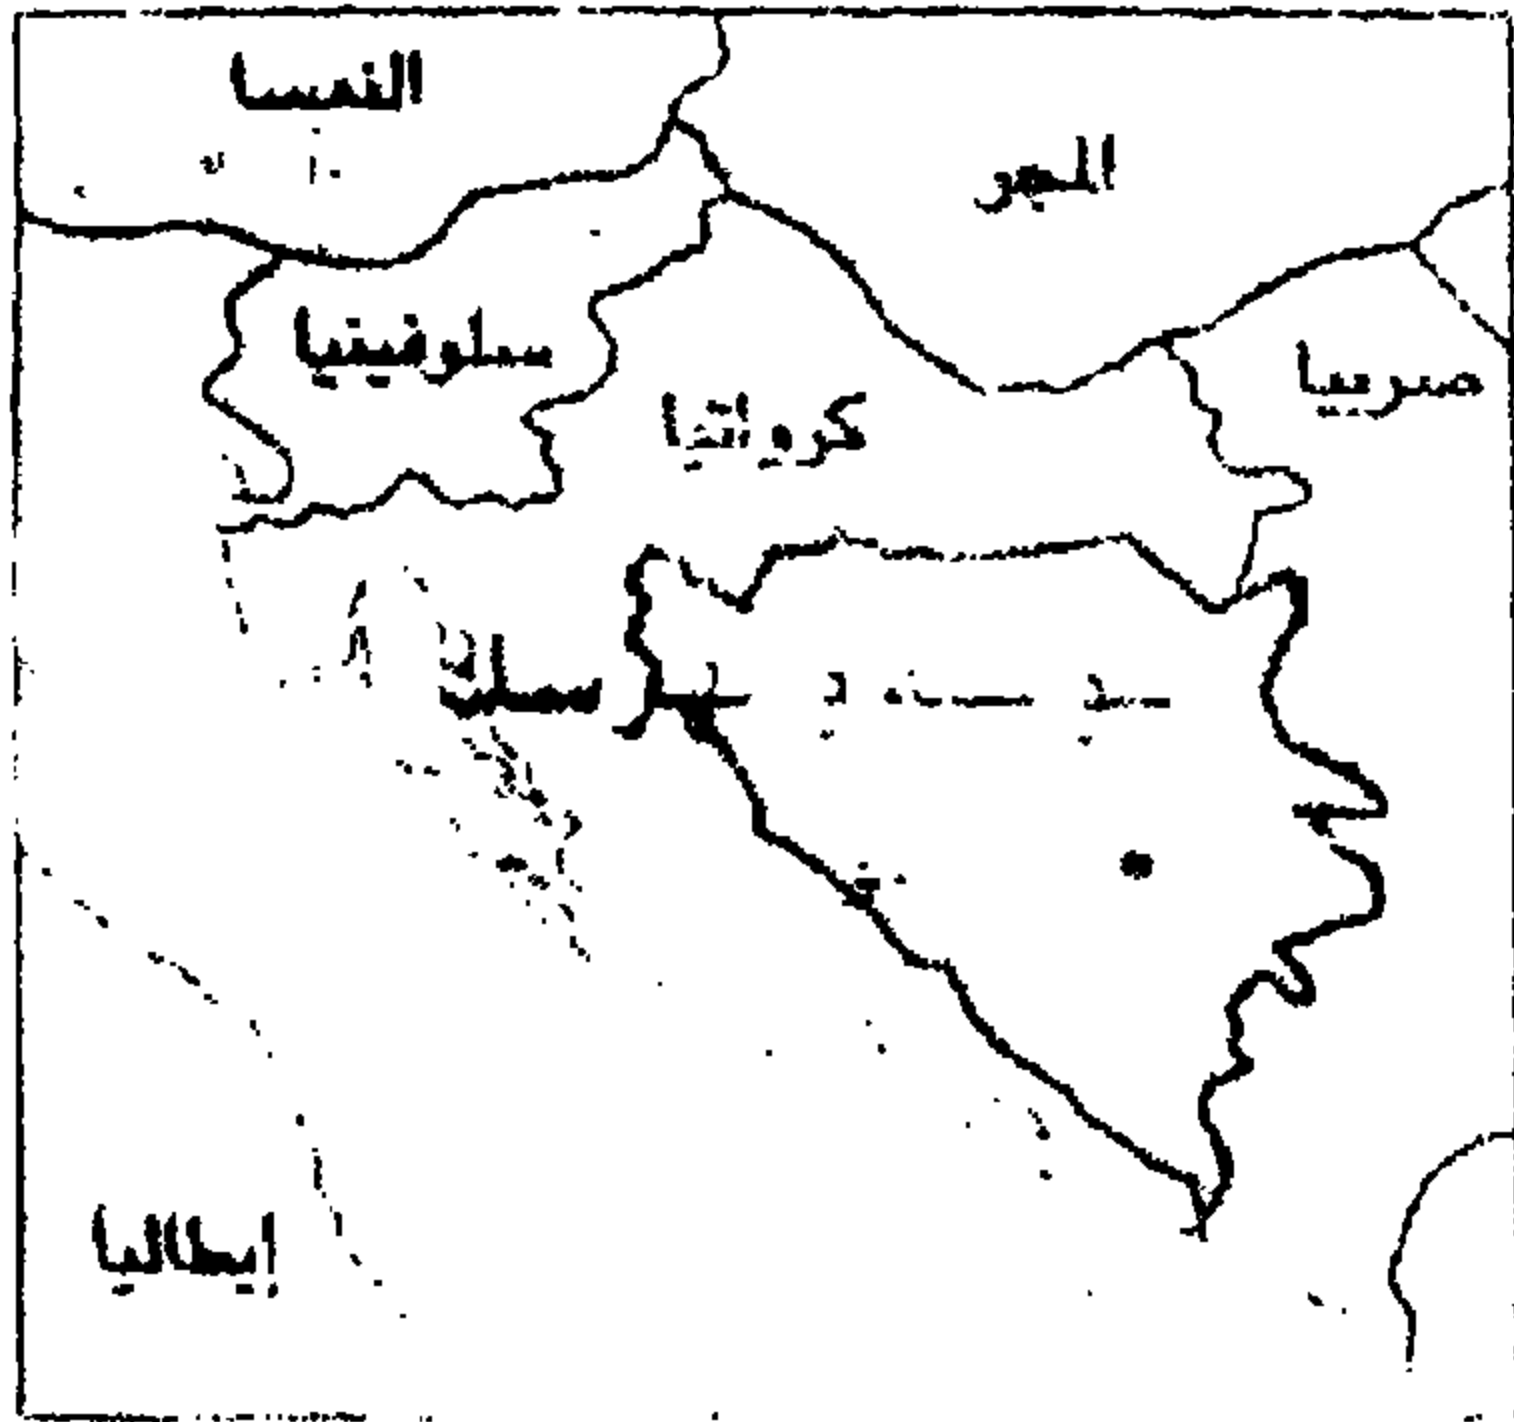 النمسا
المجر
سلوفينيا
صربيا
كرواتيا
إيطاليا